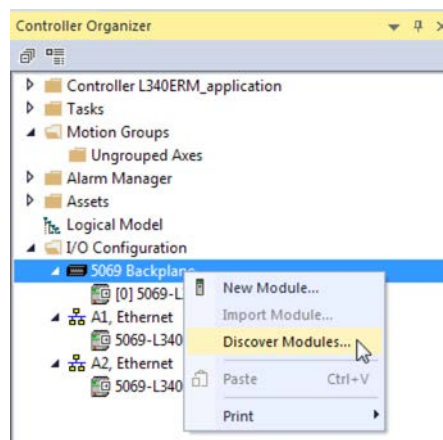 Controller Organizer
Controller L340ERM_application
Tasks
Motion Groups
Ungrouped Axes
Alarm Manager
Assets
Logical Model
I/O Configuration
5069 Backplane
[0] 5069-L
A1, Ethernet
5069-L340
A2, Ethernet
5069-L340
New Module...
Import Module...
Discover Modules...
Paste Ctrl+V
Print